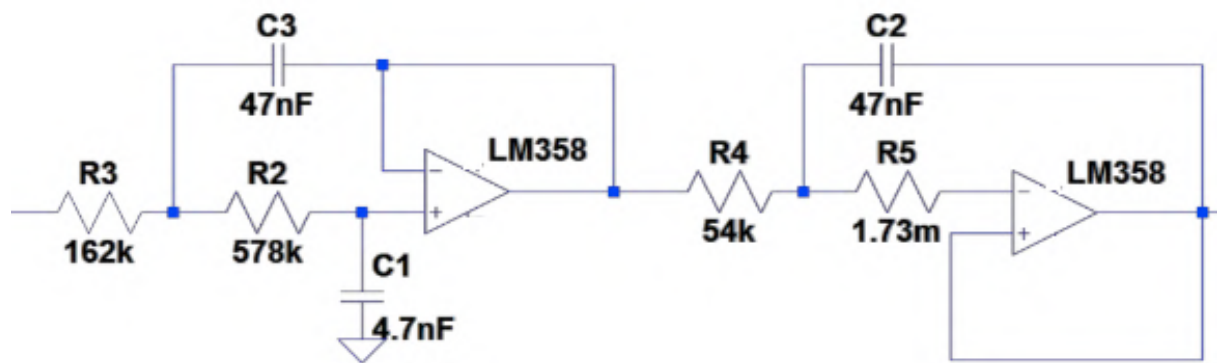 C3
47nF
C2
47nF
LM358
R3
162k
R2
578k
−
+
C1
4.7nF
R4
54k
R5
1.73m
LM358
−
+